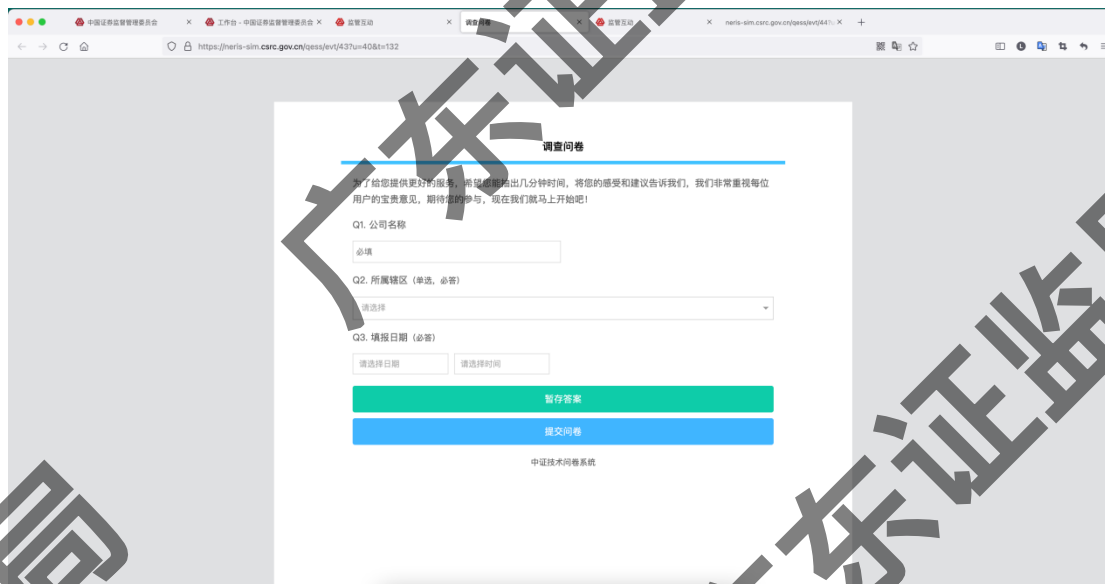 中国证券监督管理委员会
工作台 - 中国证券监督管理委员会
监管互动
调查问卷
监管互动
neris-sim.csrc.gov.cn/qess/evt/44?u
https://neris-sim.csrc.gov.cn/qess/evt/43?u=40&t=132
调查问卷
为了给您提供更好的服务，希望您能抽出几分钟时间，将您的感受和建议告诉我们，我们非常重视每位
用户的宝贵意见，期待您的参与，现在我们就马上开始吧！
Q1. 公司名称
必填
Q2. 所属辖区（单选，必答）
请选择
Q3. 填报日期（必答）
请选择日期 请选择时间
暂存答案
提交问卷
中证技术问卷系统
广东证监
广东证监
局